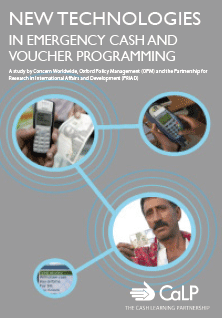 NEW TECHNOLOGIES
IN EMERGENCY CASH AND
VOUCHER PROGRAMMING
A study by Concern Worldwide, Oxford Policy Management (OPM) and the Partnership for
Research in International Affairs and Development (PRIAD)
CaLP
THE CASH LEARNING PARTNERSHIP